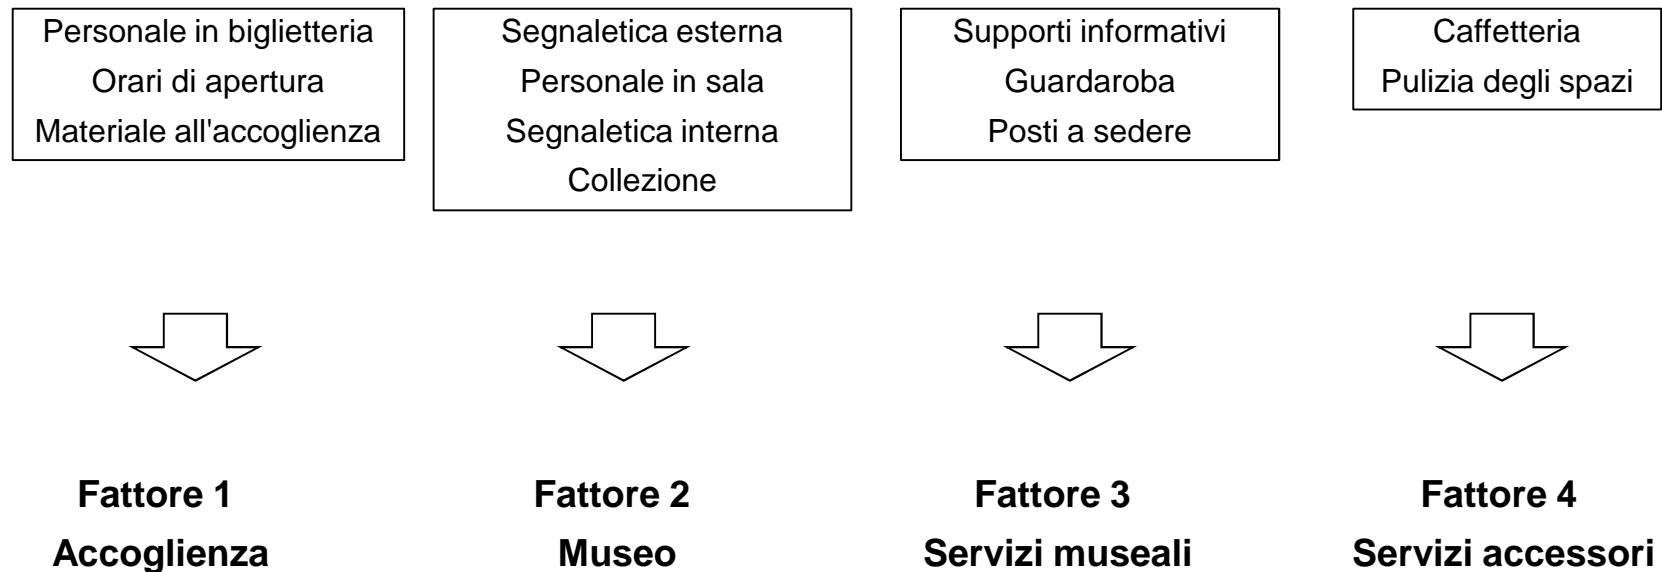 Personale in biglietteria
Orari di apertura
Materiale all'accoglienza
Segnaletica esterna
Personale in sala
Segnaletica interna
Collezione
Supporti informativi
Guardaroba
Posti a sedere
Caffetteria
Pulizia degli spazi
Fattore 1
Accoglienza
Fattore 2
Museo
Fattore 3
Servizi museali
Fattore 4
Servizi accessori